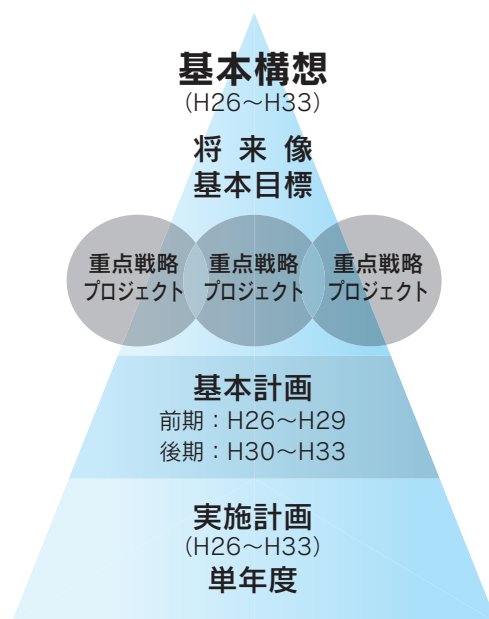 基本構想
(H26～H33)
将来像
基本目標
重点戦略
プロジェクト
重点戦略
プロジェクト
重点戦略
プロジェクト
基本計画
前期：H26～H29
後期：H30～H33
実施計画
(H26～H33)
単年度